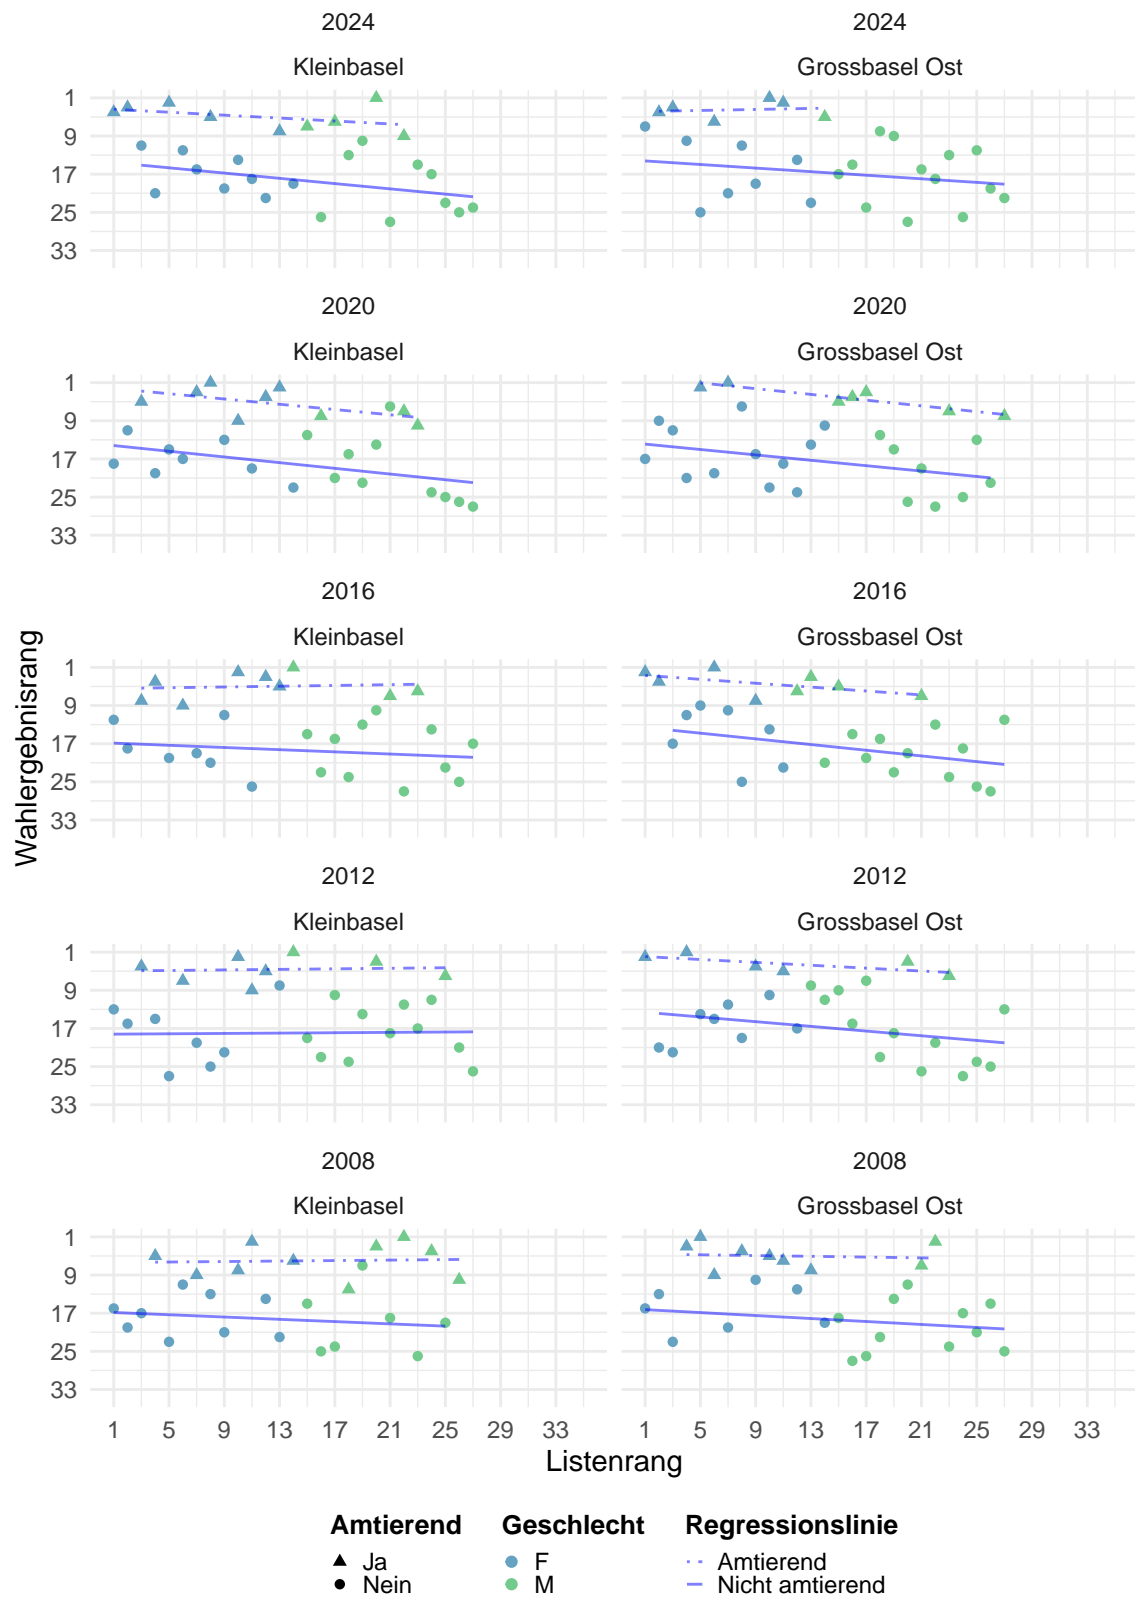 2024 2024
Kleinbasel Grossbasel Ost
1
9
17
25
33
2020 2020
Kleinbasel Grossbasel Ost
1
9
17
25
33
2016 2016
Kleinbasel Grossbasel Ost
1
9
17
25
33
Wahlergebnisrang
2012 2012
Kleinbasel Grossbasel Ost
1
9
17
25
33
2008 2008
Kleinbasel Grossbasel Ost
1
9
17
25
33
1 5 9 13 17 21 25 29 33 1 5 9 13 17 21 25 29 33
Listenrang
Amtierend Geschlecht Regressionslinie
Ja F Amtierend
Nein M Nicht amtierend